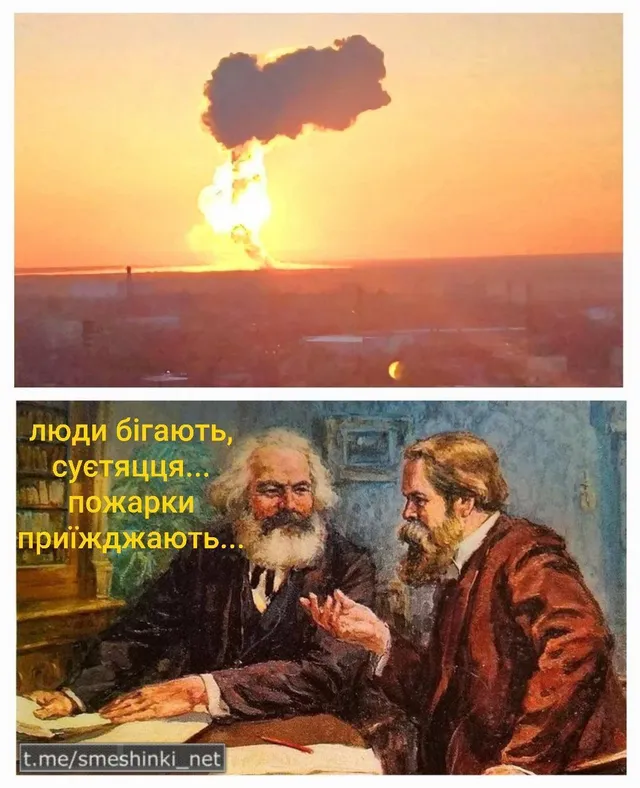 люди бігають,
суєтяцця...
пожарки
приїжджають...
t.me/smeshinki_net